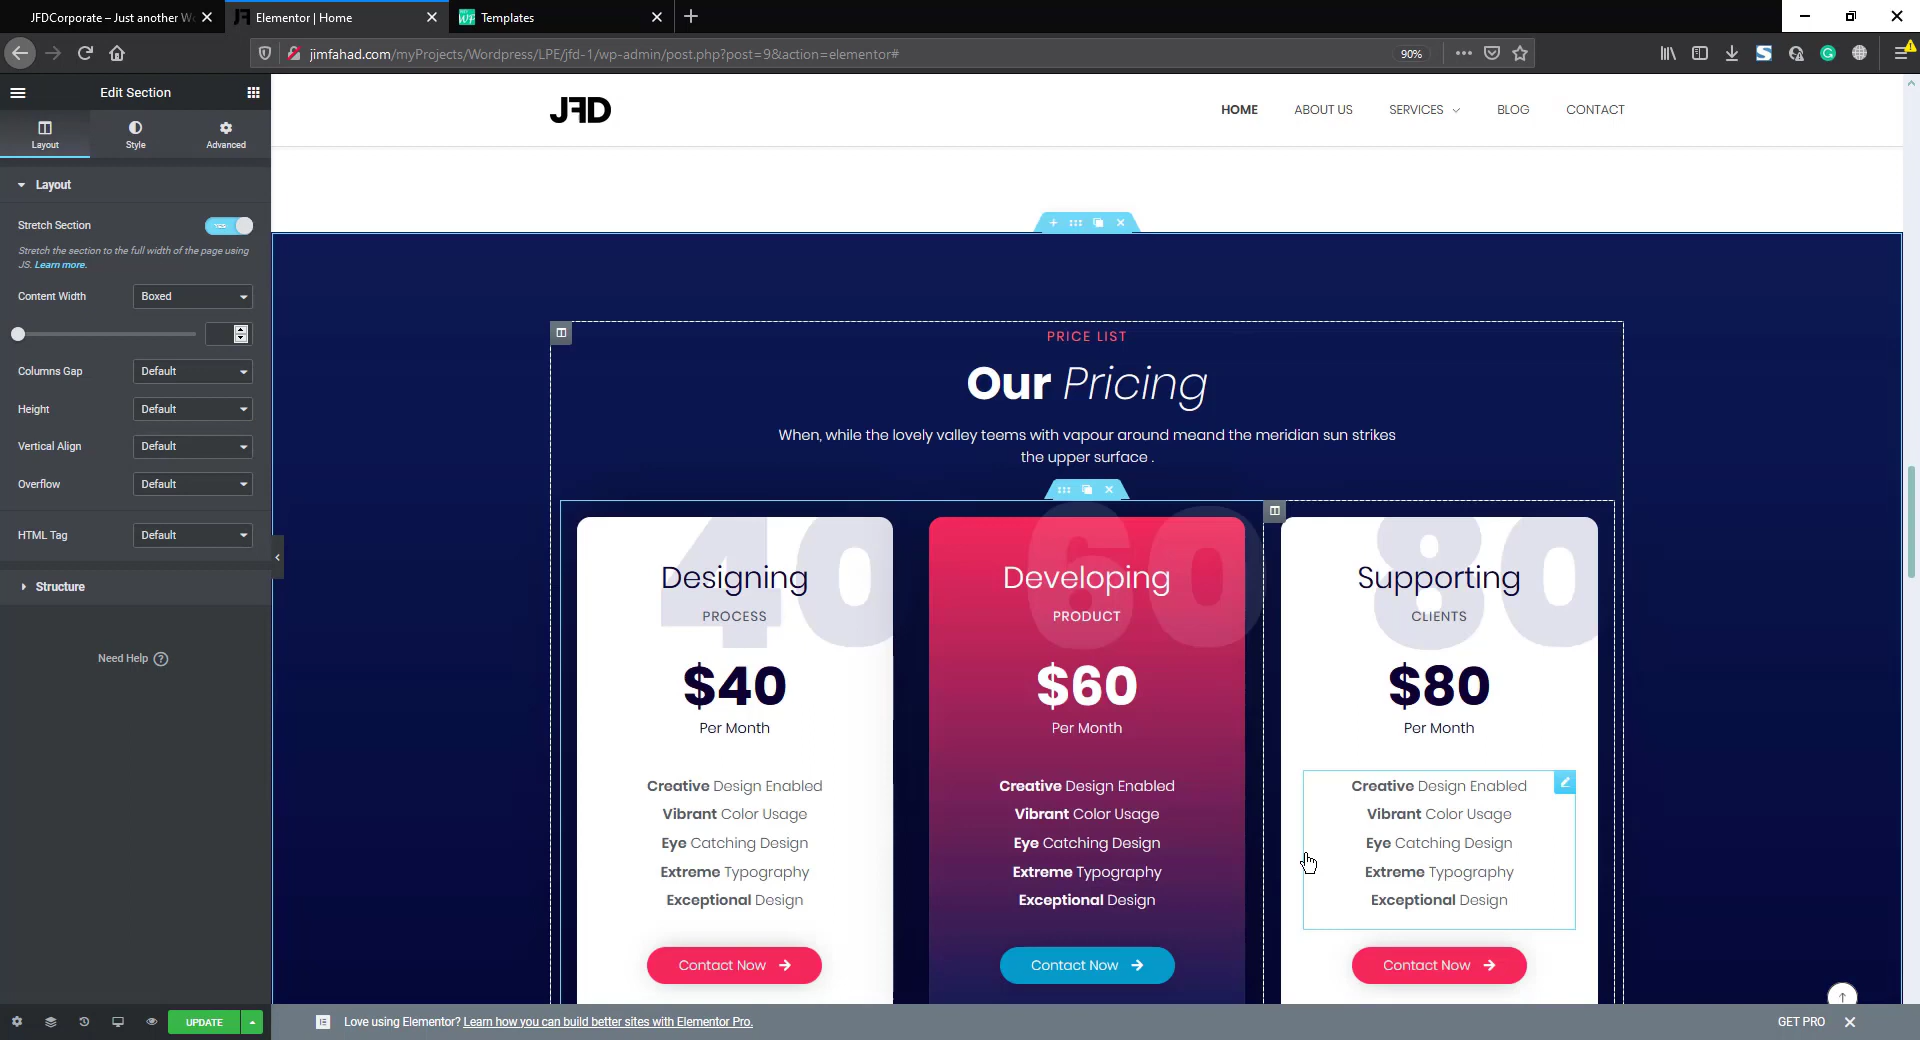 JFDCorporate – Just another Wo
Elementor | Home
Templates
jimfahad.com/myProjects/Wordpress/LPE/jfd-1/wp-admin/post.php?post=9&action=elementor#
90%
Edit Section
Layout
Style
Advanced
Layout
Stretch Section
YES
Stretch the section to the full width of the page using
JS. Learn more.
Content Width
Boxed
Columns Gap
Default
Height
Default
Vertical Align
Default
Overflow
Default
HTML Tag
Default
Structure
Need Help
UPDATE
JFD
HOME
ABOUT US
SERVICES
BLOG
CONTACT
PRICE LIST
Our Pricing
When, while the lovely valley teems with vapour around meand the meridian sun strikes
the upper surface .
40
Designing
PROCESS
$40
Per Month
Creative Design Enabled
Vibrant Color Usage
Eye Catching Design
Extreme Typography
Exceptional Design
Contact Now
60
Developing
PRODUCT
$60
Per Month
Creative Design Enabled
Vibrant Color Usage
Eye Catching Design
Extreme Typography
Exceptional Design
Contact Now
80
Supporting
CLIENTS
$80
Per Month
Creative Design Enabled
Vibrant Color Usage
Eye Catching Design
Extreme Typography
Exceptional Design
Contact Now
Love using Elementor? Learn how you can build better sites with Elementor Pro.
GET PRO